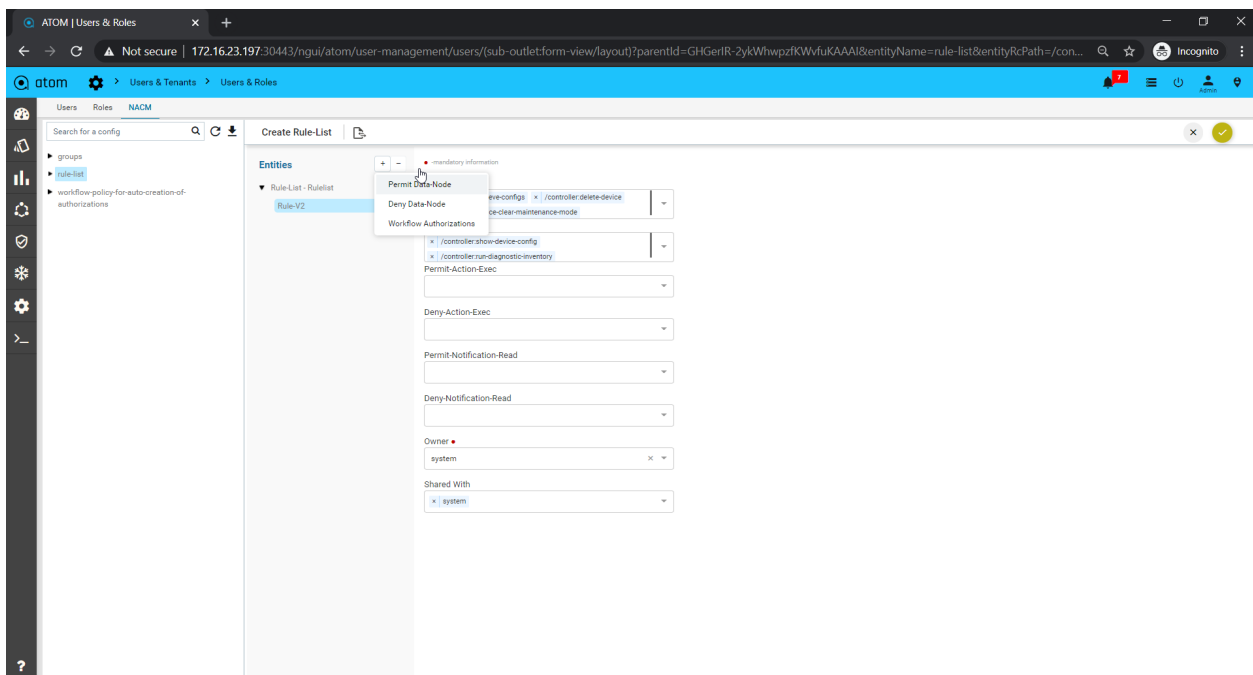 ATOM | Users & Roles
Not secure | 172.16.23.197:30443/ngui/atom/user-management/users/(sub-outlet:form-view/layout)?parentId=GHGerIR-2ykWhwpzfKWvfuKAAAI&entityName=rule-list&entityRcPath=/con...
Incognito
atom > Users & Tenants > Users & Roles
7
Admin
Users Roles NACM
Search for a config
Create Rule-List
groups
rule-list
workflow-policy-for-auto-creation-of-
authorizations
Entities
+ −
-mandatory information
Rule-List - Rulelist
Rule-V2
Permit Data-Node
Deny Data-Node
Workflow Authorizations
eve-configs × /controller:delete-device
ce-clear-maintenance-mode
× /controller:show-device-config
× /controller:run-diagnostic-inventory
Permit-Action-Exec
Deny-Action-Exec
Permit-Notification-Read
Deny-Notification-Read
Owner
system
Shared With
× system
?